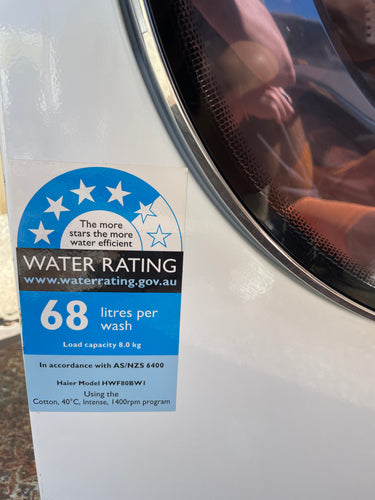 The more
stars the more
water efficient
WATER RATING
www.waterrating.gov.au
68 litres per
wash
Load capacity 8.0 kg
In accordance with AS/NZS 6400
Haier Model HWF80BW1
Using the
Cotton, 40°C, Intense, 1400rpm program